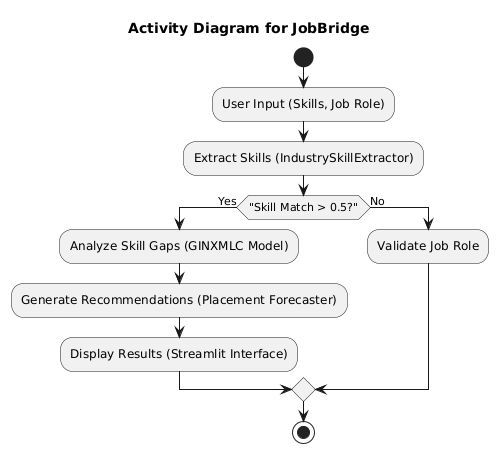 Activity Diagram for JobBridge
User Input (Skills, Job Role)
Extract Skills (IndustrySkillExtractor)
Yes
"Skill Match > 0.5?"
No
Analyze Skill Gaps (GINXMLC Model)
Validate Job Role
Generate Recommendations (Placement Forecaster)
Display Results (Streamlit Interface)